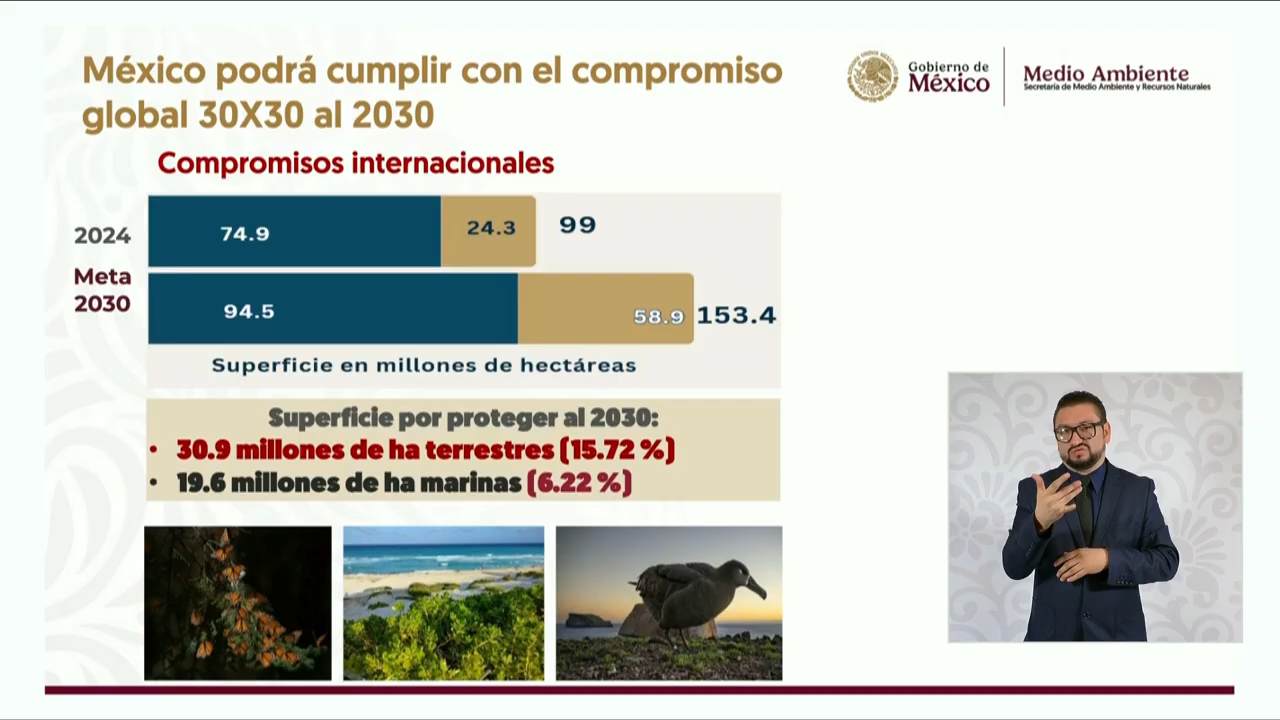 México podrá cumplir con el compromiso
global 30X30 al 2030
Gobierno de
México
Medio Ambiente
Secretaría de Medio Ambiente y Recursos Naturales
Compromisos internacionales
2024
74.9
24.3
99
Meta
2030
94.5
58.9
153.4
Superficie en millones de hectáreas
Superficie por proteger al 2030:
• 30.9 millones de ha terrestres (15.72 %)
• 19.6 millones de ha marinas (6.22 %)